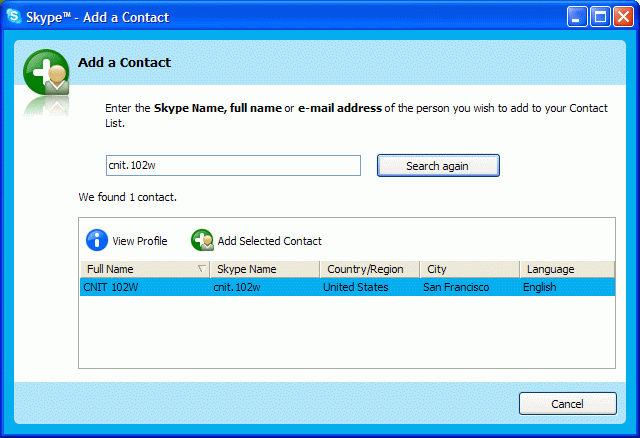 Skype™ - Add a Contact
Add a Contact
Enter the Skype Name, full name or e-mail address of the person you wish to add to your Contact
List.
cnit.102w
Search again
We found 1 contact.
View Profile
Add Selected Contact
Full Name Skype Name Country/Region City Language
CNIT 102W cnit.102w United States San Francisco English
Cancel